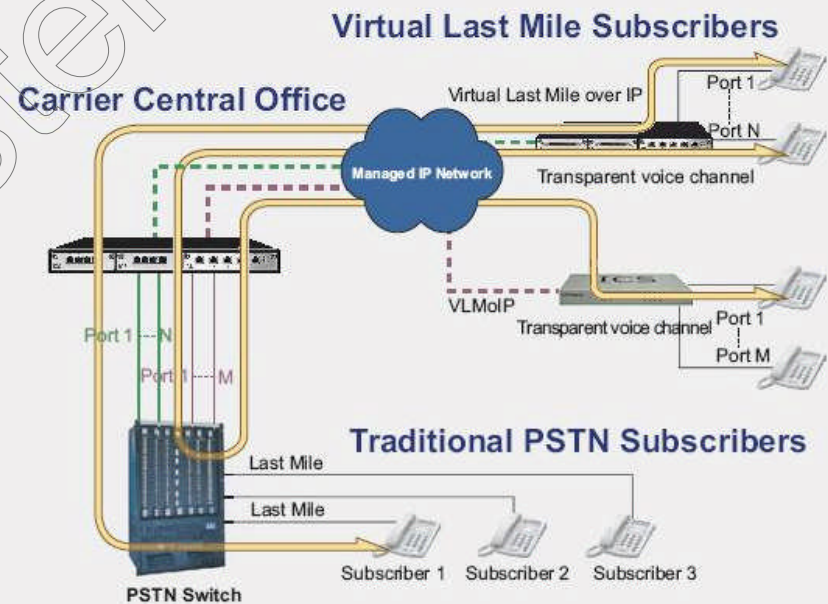 Virtual Last Mile Subscribers
Carrier Central Office
Virtual Last Mile over IP
Port 1
Port N
Managed IP Network
Transparent voice channel
VLMoIP
Transparent voice channel
Port 1
Port M
Port 1
N
Port 1
M
Traditional PSTN Subscribers
Last Mile
Last Mile
Subscriber 1
Subscriber 2
Subscriber 3
PSTN Switch